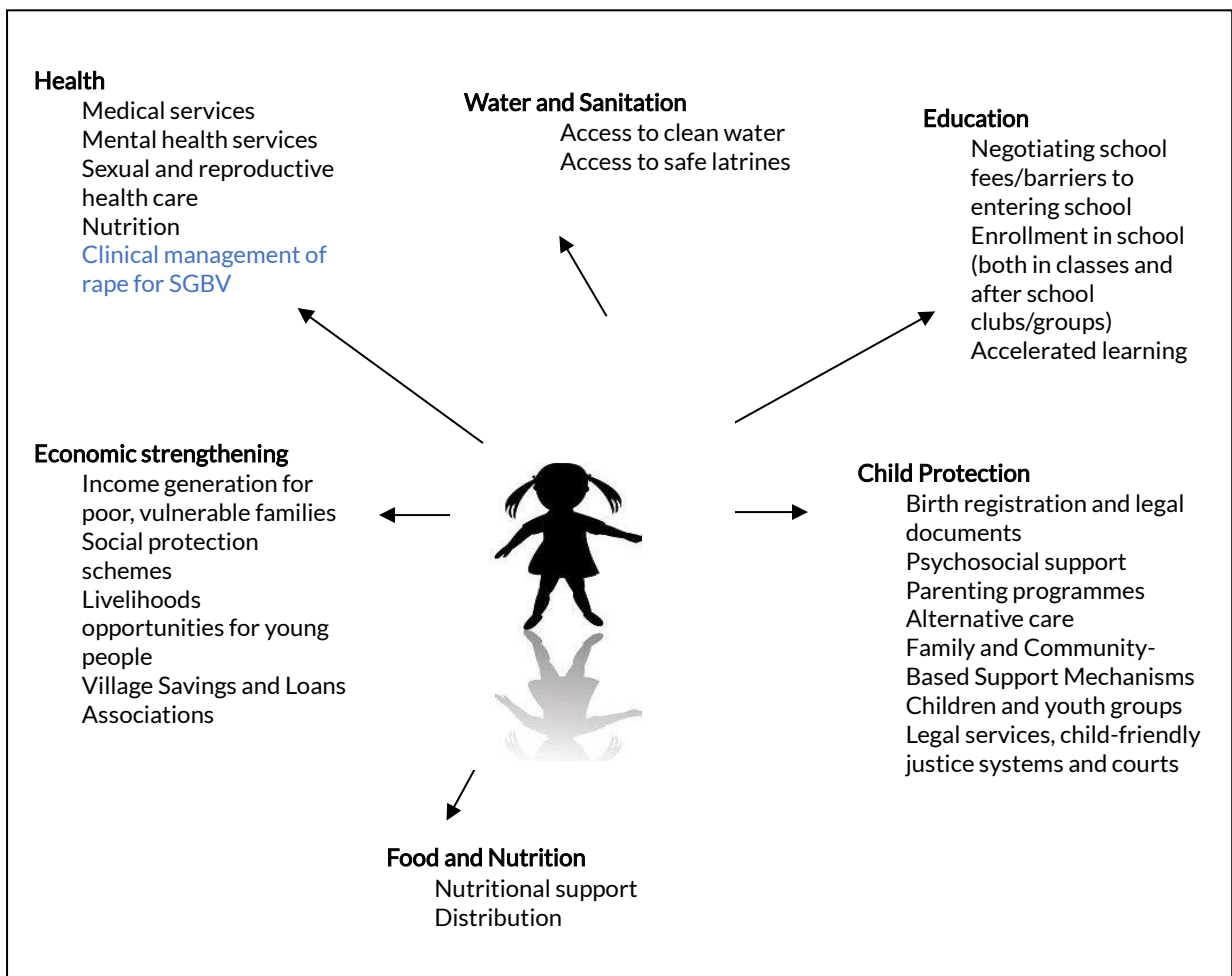 Health
Medical services
Mental health services
Sexual and reproductive
health care
Nutrition
Clinical management of
rape for SGBV
Water and Sanitation
Access to clean water
Access to safe latrines
Education
Negotiating school
fees/barriers to
entering school
Enrollment in school
(both in classes and
after school
clubs/groups)
Accelerated learning
Economic strengthening
Income generation for
poor, vulnerable families
Social protection
schemes
Livelihoods
opportunities for young
people
Village Savings and Loans
Associations
Child Protection
Birth registration and legal
documents
Psychosocial support
Parenting programmes
Alternative care
Family and Community-
Based Support Mechanisms
Children and youth groups
Legal services, child-friendly
justice systems and courts
Food and Nutrition
Nutritional support
Distribution